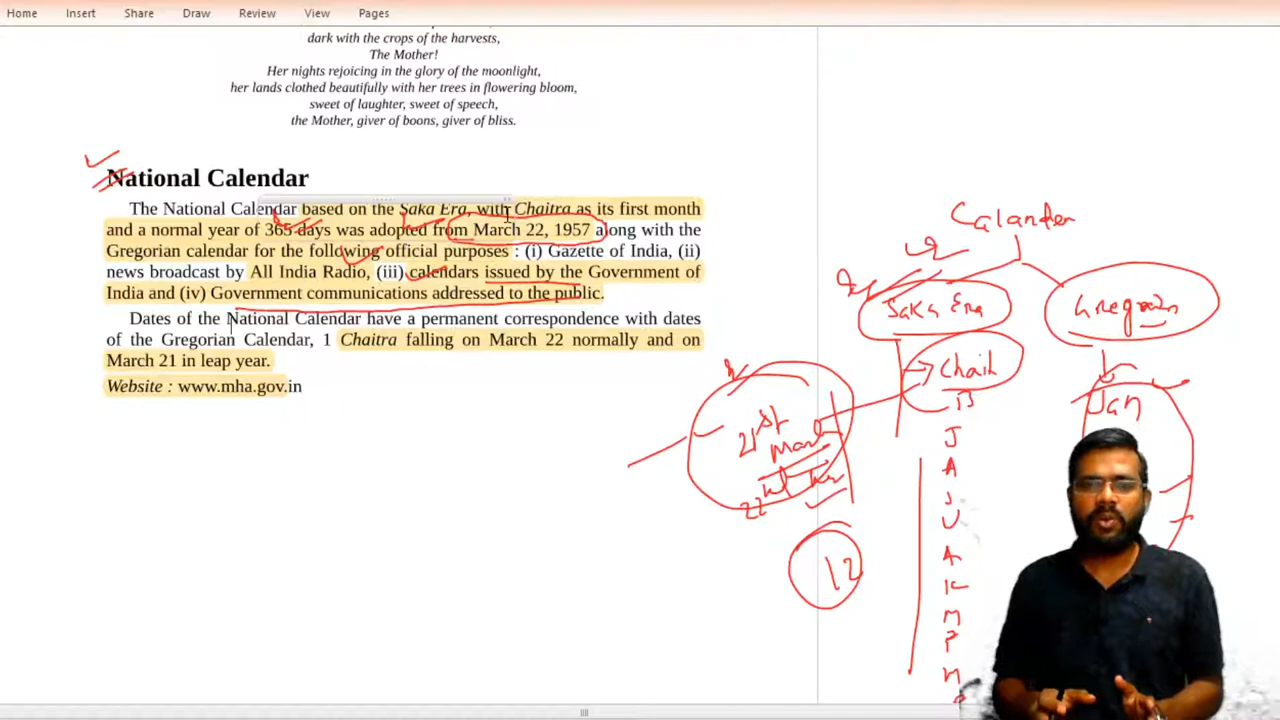 Home Insert Share Draw Review View Pages
dark with the crops of the harvests,
The Mother!
Her nights rejoicing in the glory of the moonlight,
her lands clothed beautifully with her trees in flowering bloom,
sweet of laughter, sweet of speech,
the Mother, giver of boons, giver of bliss.
National Calendar
The National Calendar based on the Saka Era, with Chaitra as its first month
and a normal year of 365 days was adopted from March 22, 1957 along with the
Gregorian calendar for the following official purposes : (i) Gazette of India, (ii)
news broadcast by All India Radio, (iii) calendars issued by the Government of
India and (iv) Government communications addressed to the public.
Dates of the National Calendar have a permanent correspondence with dates
of the Gregorian Calendar, 1 Chaitra falling on March 22 normally and on
March 21 in leap year.
Website : www.mha.gov.in
Calander
Saka Era
Chait
B
J
A
J
A
K
M
P
Jan
21st
22
12